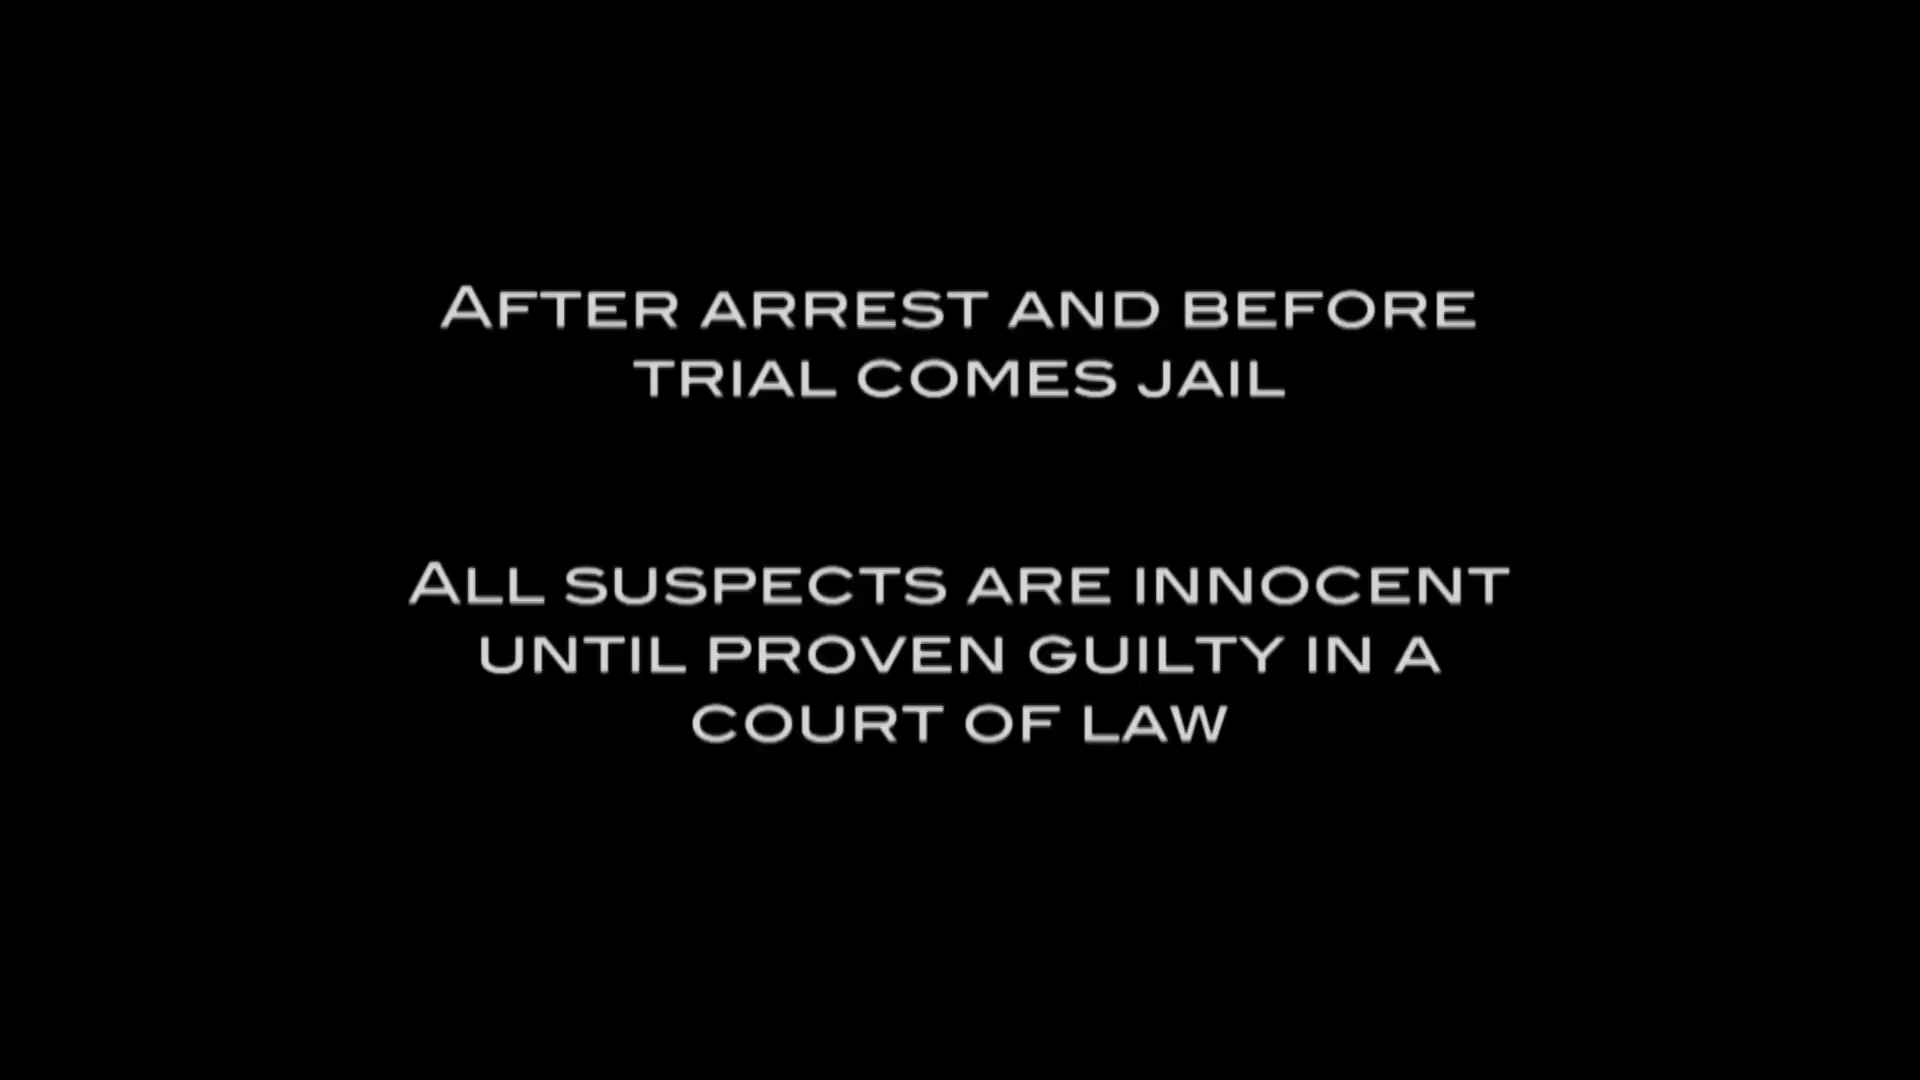 AFTER ARREST AND BEFORE
TRIAL COMES JAIL
ALL SUSPECTS ARE INNOCENT
UNTIL PROVEN GUILTY IN A
COURT OF LAW